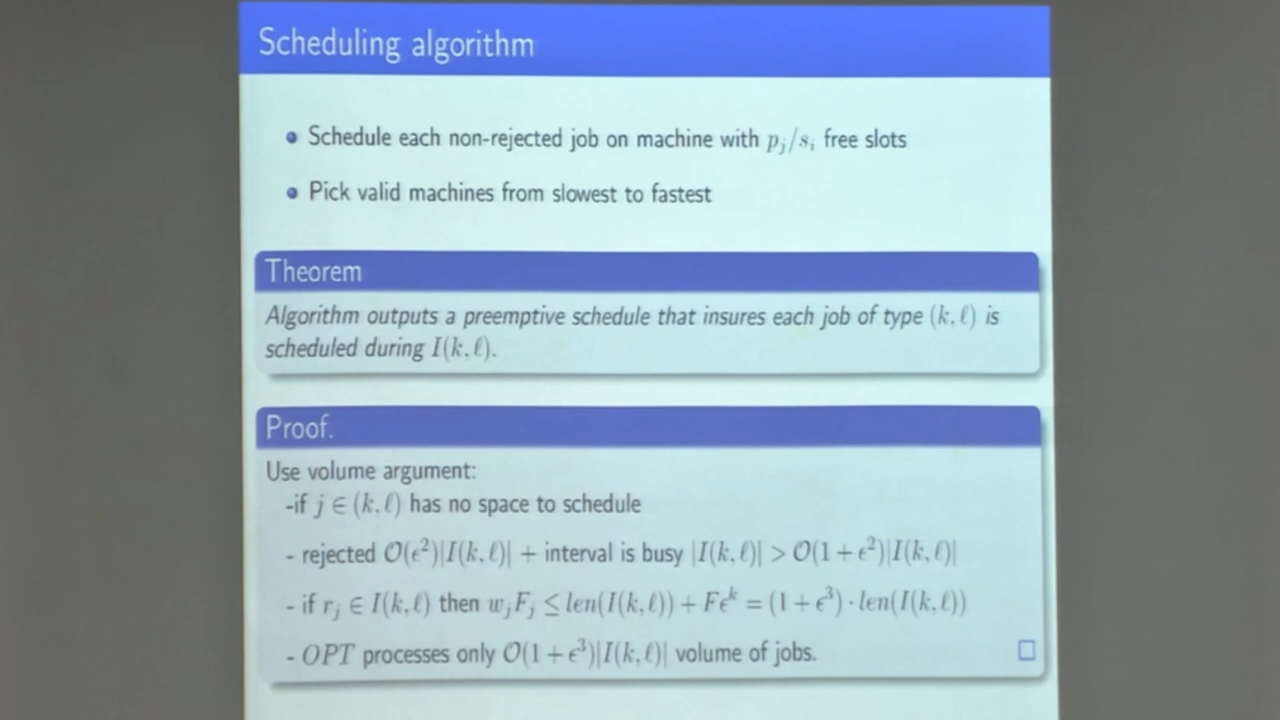 Scheduling algorithm
• Schedule each non-rejected job on machine with p_j/s_i free slots
• Pick valid machines from slowest to fastest
Theorem
Algorithm outputs a preemptive schedule that insures each job of type (k, ℓ) is
scheduled during I(k, ℓ).
Proof.
Use volume argument:
-if j ∈ (k, ℓ) has no space to schedule
- rejected O(ϵ²)|I(k, ℓ)| + interval is busy |I(k, ℓ)| > O(1 + ϵ²)|I(k, ℓ)|
- if r_j ∈ I(k, ℓ) then w_jF_j ≤ len(I(k, ℓ)) + Fϵᵏ = (1 + ϵ³) · len(I(k, ℓ))
- OPT processes only O(1 + ϵ³)|I(k, ℓ)| volume of jobs. □